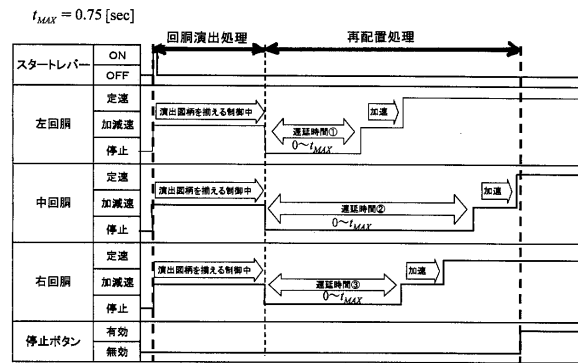 t_MAX = 0.75 [sec]
回胴演出処理 再配置処理
スタートレバー ON
OFF
左回胴 定速
加減速
停止
演出図柄を揃える制御中
遅延時間①
0～t_MAX
加速
中回胴 定速
加減速
停止
演出図柄を揃える制御中
遅延時間②
0～t_MAX
加速
右回胴 定速
加減速
停止
演出図柄を揃える制御中
遅延時間③
0～t_MAX
加速
停止ボタン 有効
無効